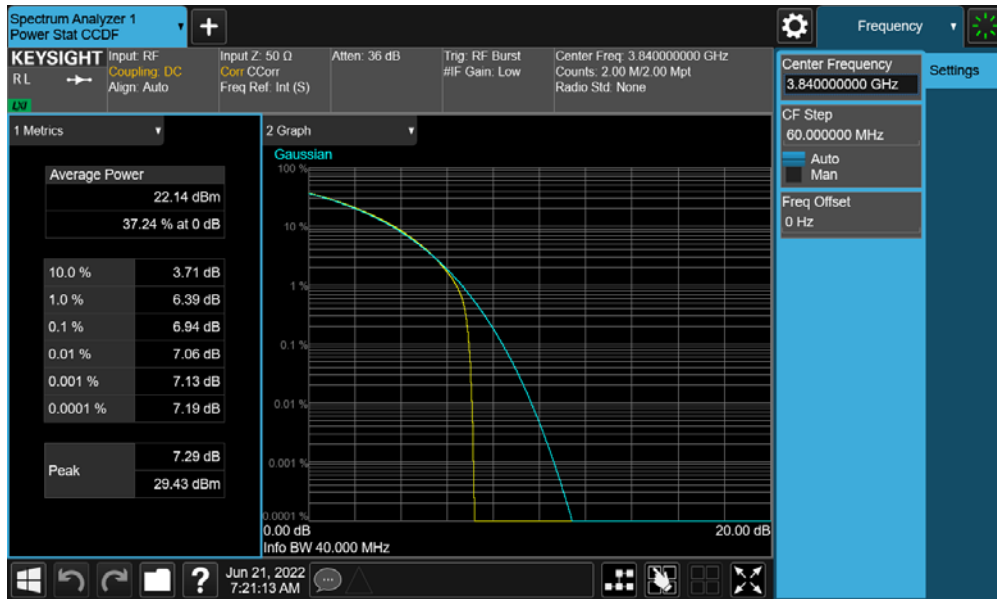 Spectrum Analyzer 1
Power Stat CCDF
Frequency
KEYSIGHT
RL
LXI
Input: RF
Coupling: DC
Align: Auto
Input Z: 50 Ω
Corr CCorr
Freq Ref: Int (S)
Atten: 36 dB
Trig: RF Burst
#IF Gain: Low
Center Freq: 3.840000000 GHz
Counts: 2.00 M/2.00 Mpt
Radio Std: None
Center Frequency
3.840000000 GHz
Settings
CF Step
60.000000 MHz
Auto
Man
Freq Offset
0 Hz
1 Metrics
Average Power
22.14 dBm
37.24 % at 0 dB
10.0 % 3.71 dB
1.0 % 6.39 dB
0.1 % 6.94 dB
0.01 % 7.06 dB
0.001 % 7.13 dB
0.0001 % 7.19 dB
Peak
7.29 dB
29.43 dBm
2 Graph
Gaussian
100 %
10 %
1 %
0.1 %
0.01 %
0.001 %
0.0001 %
0.00 dB 20.00 dB
Info BW 40.000 MHz
Jun 21, 2022
7:21:13 AM